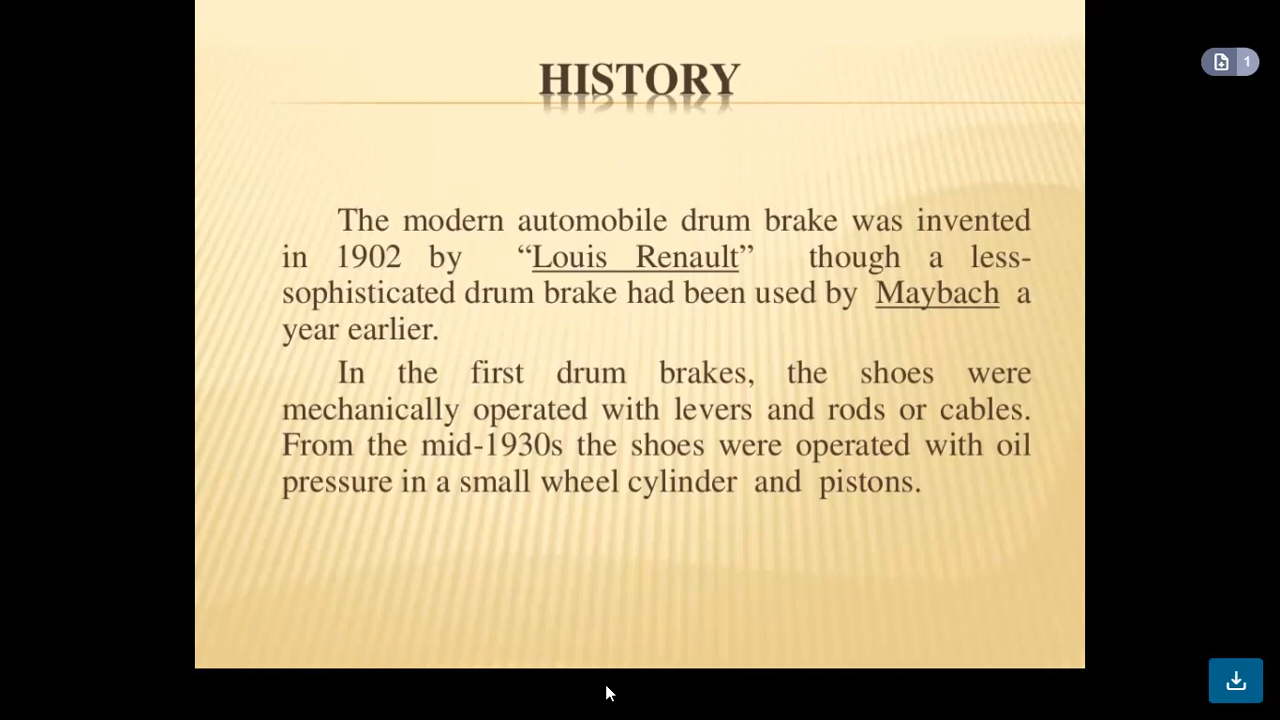 HISTORY
1
The modern automobile drum brake was invented
in 1902 by “Louis Renault” though a less-
sophisticated drum brake had been used by Maybach a
year earlier.
In the first drum brakes, the shoes were
mechanically operated with levers and rods or cables.
From the mid-1930s the shoes were operated with oil
pressure in a small wheel cylinder and pistons.